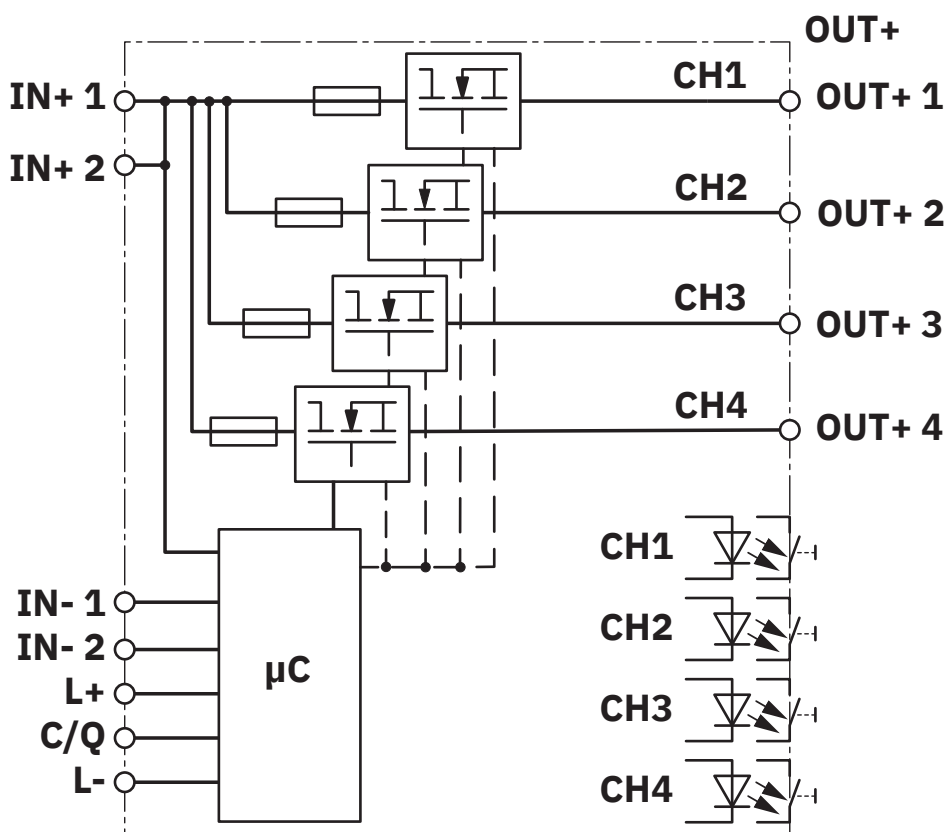 OUT+
IN+ 1
CH1
OUT+ 1
IN+ 2
CH2
OUT+ 2
CH3
OUT+ 3
CH4
OUT+ 4
CH1
IN- 1
CH2
IN- 2
µC
L+
CH3
C/Q
L-
CH4